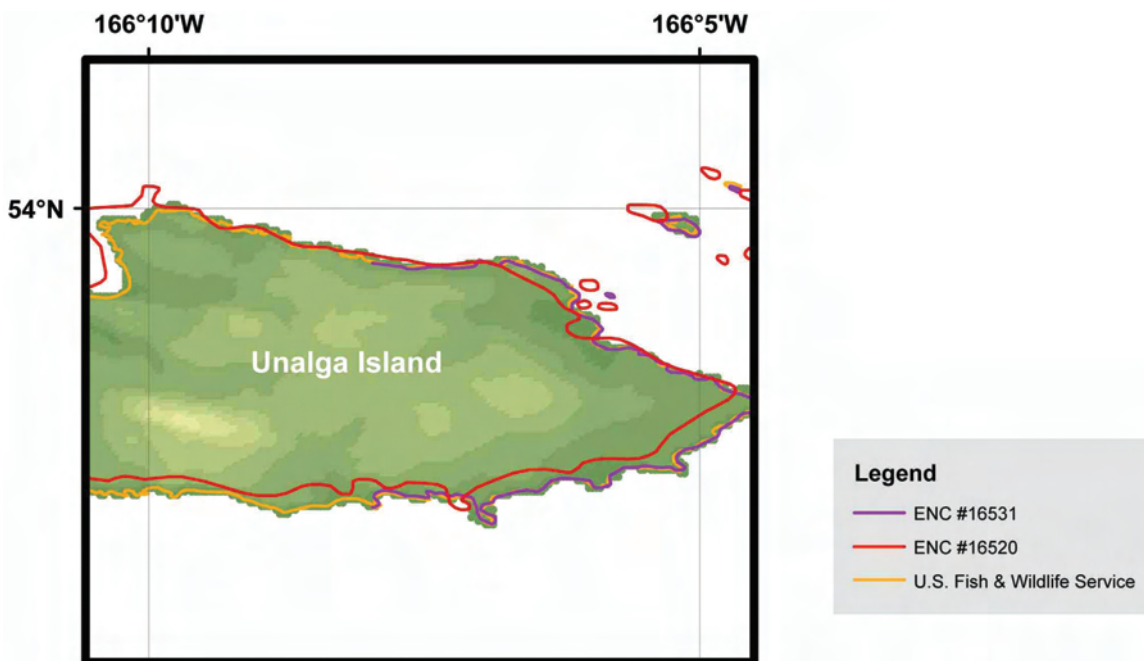 166°10'W
166°5'W
54°N
Unalga Island
Legend
ENC #16531
ENC #16520
U.S. Fish & Wildlife Service